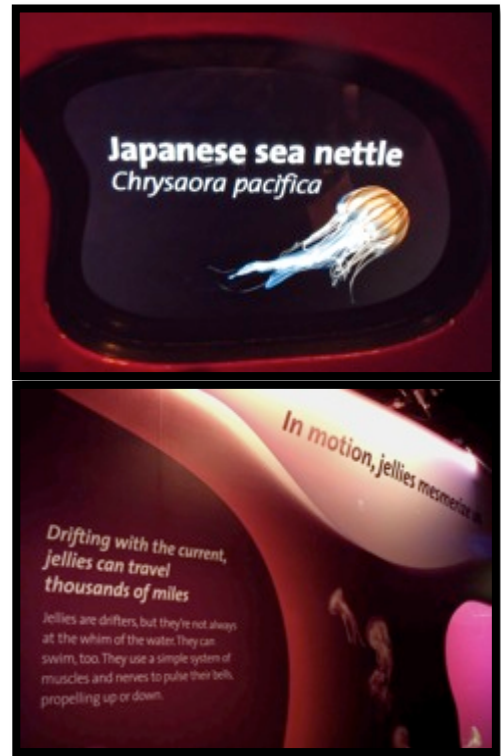 Japanese sea nettle
Chrysaora pacifica
In motion, jellies mesmerize us
Drifting with the current,
jellies can travel
thousands of miles
Jellies are drifters, but they're not always
at the whim of the water. They can
swim, too. They use a simple system of
muscles and nerves to pulse their bells,
propelling up or down.